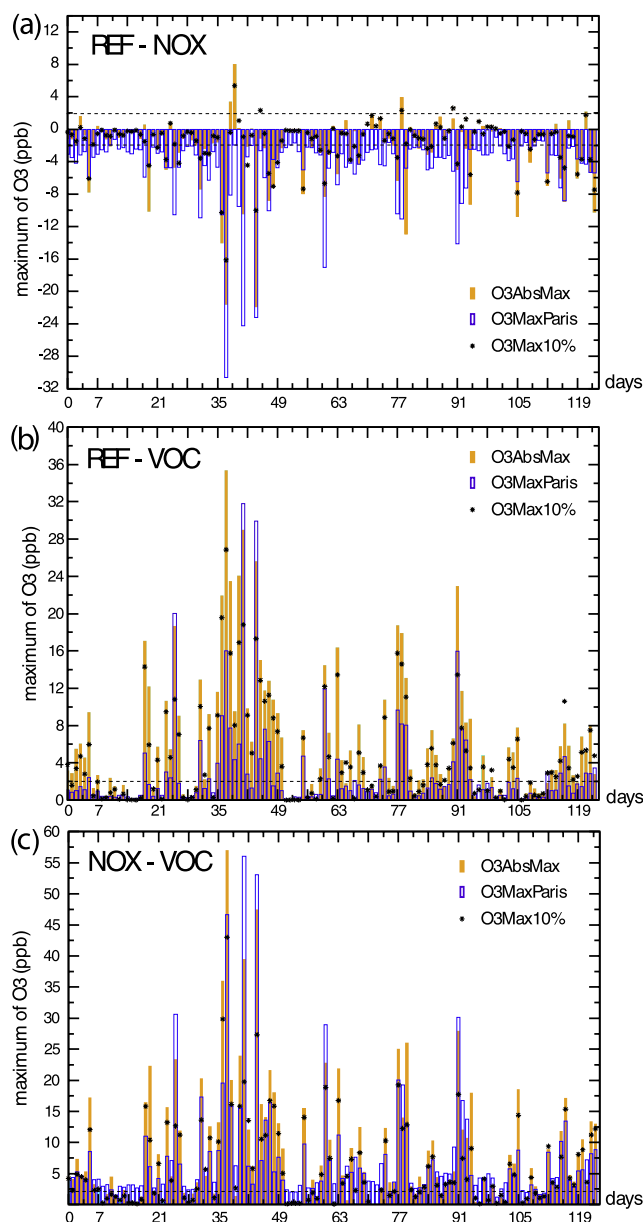 (a)
REF - NOX
maximum of O3 (ppb)
12
8
4
0
-4
-8
-12
-16
-20
-24
-28
-32
O3AbsMax
O3MaxParis
O3Max10%
0 7 21 35 49 63 77 91 105 119
days
(b)
REF - VOC
maximum of O3 (ppb)
40
36
32
28
24
20
16
12
8
4
0
O3AbsMax
O3MaxParis
O3Max10%
0 7 21 35 49 63 77 91 105 119
days
(c)
NOX - VOC
maximum of O3 (ppb)
60
55
50
45
40
35
30
25
20
15
10
5
O3AbsMax
O3MaxParis
O3Max10%
days
0 7 21 35 49 63 77 91 105 119